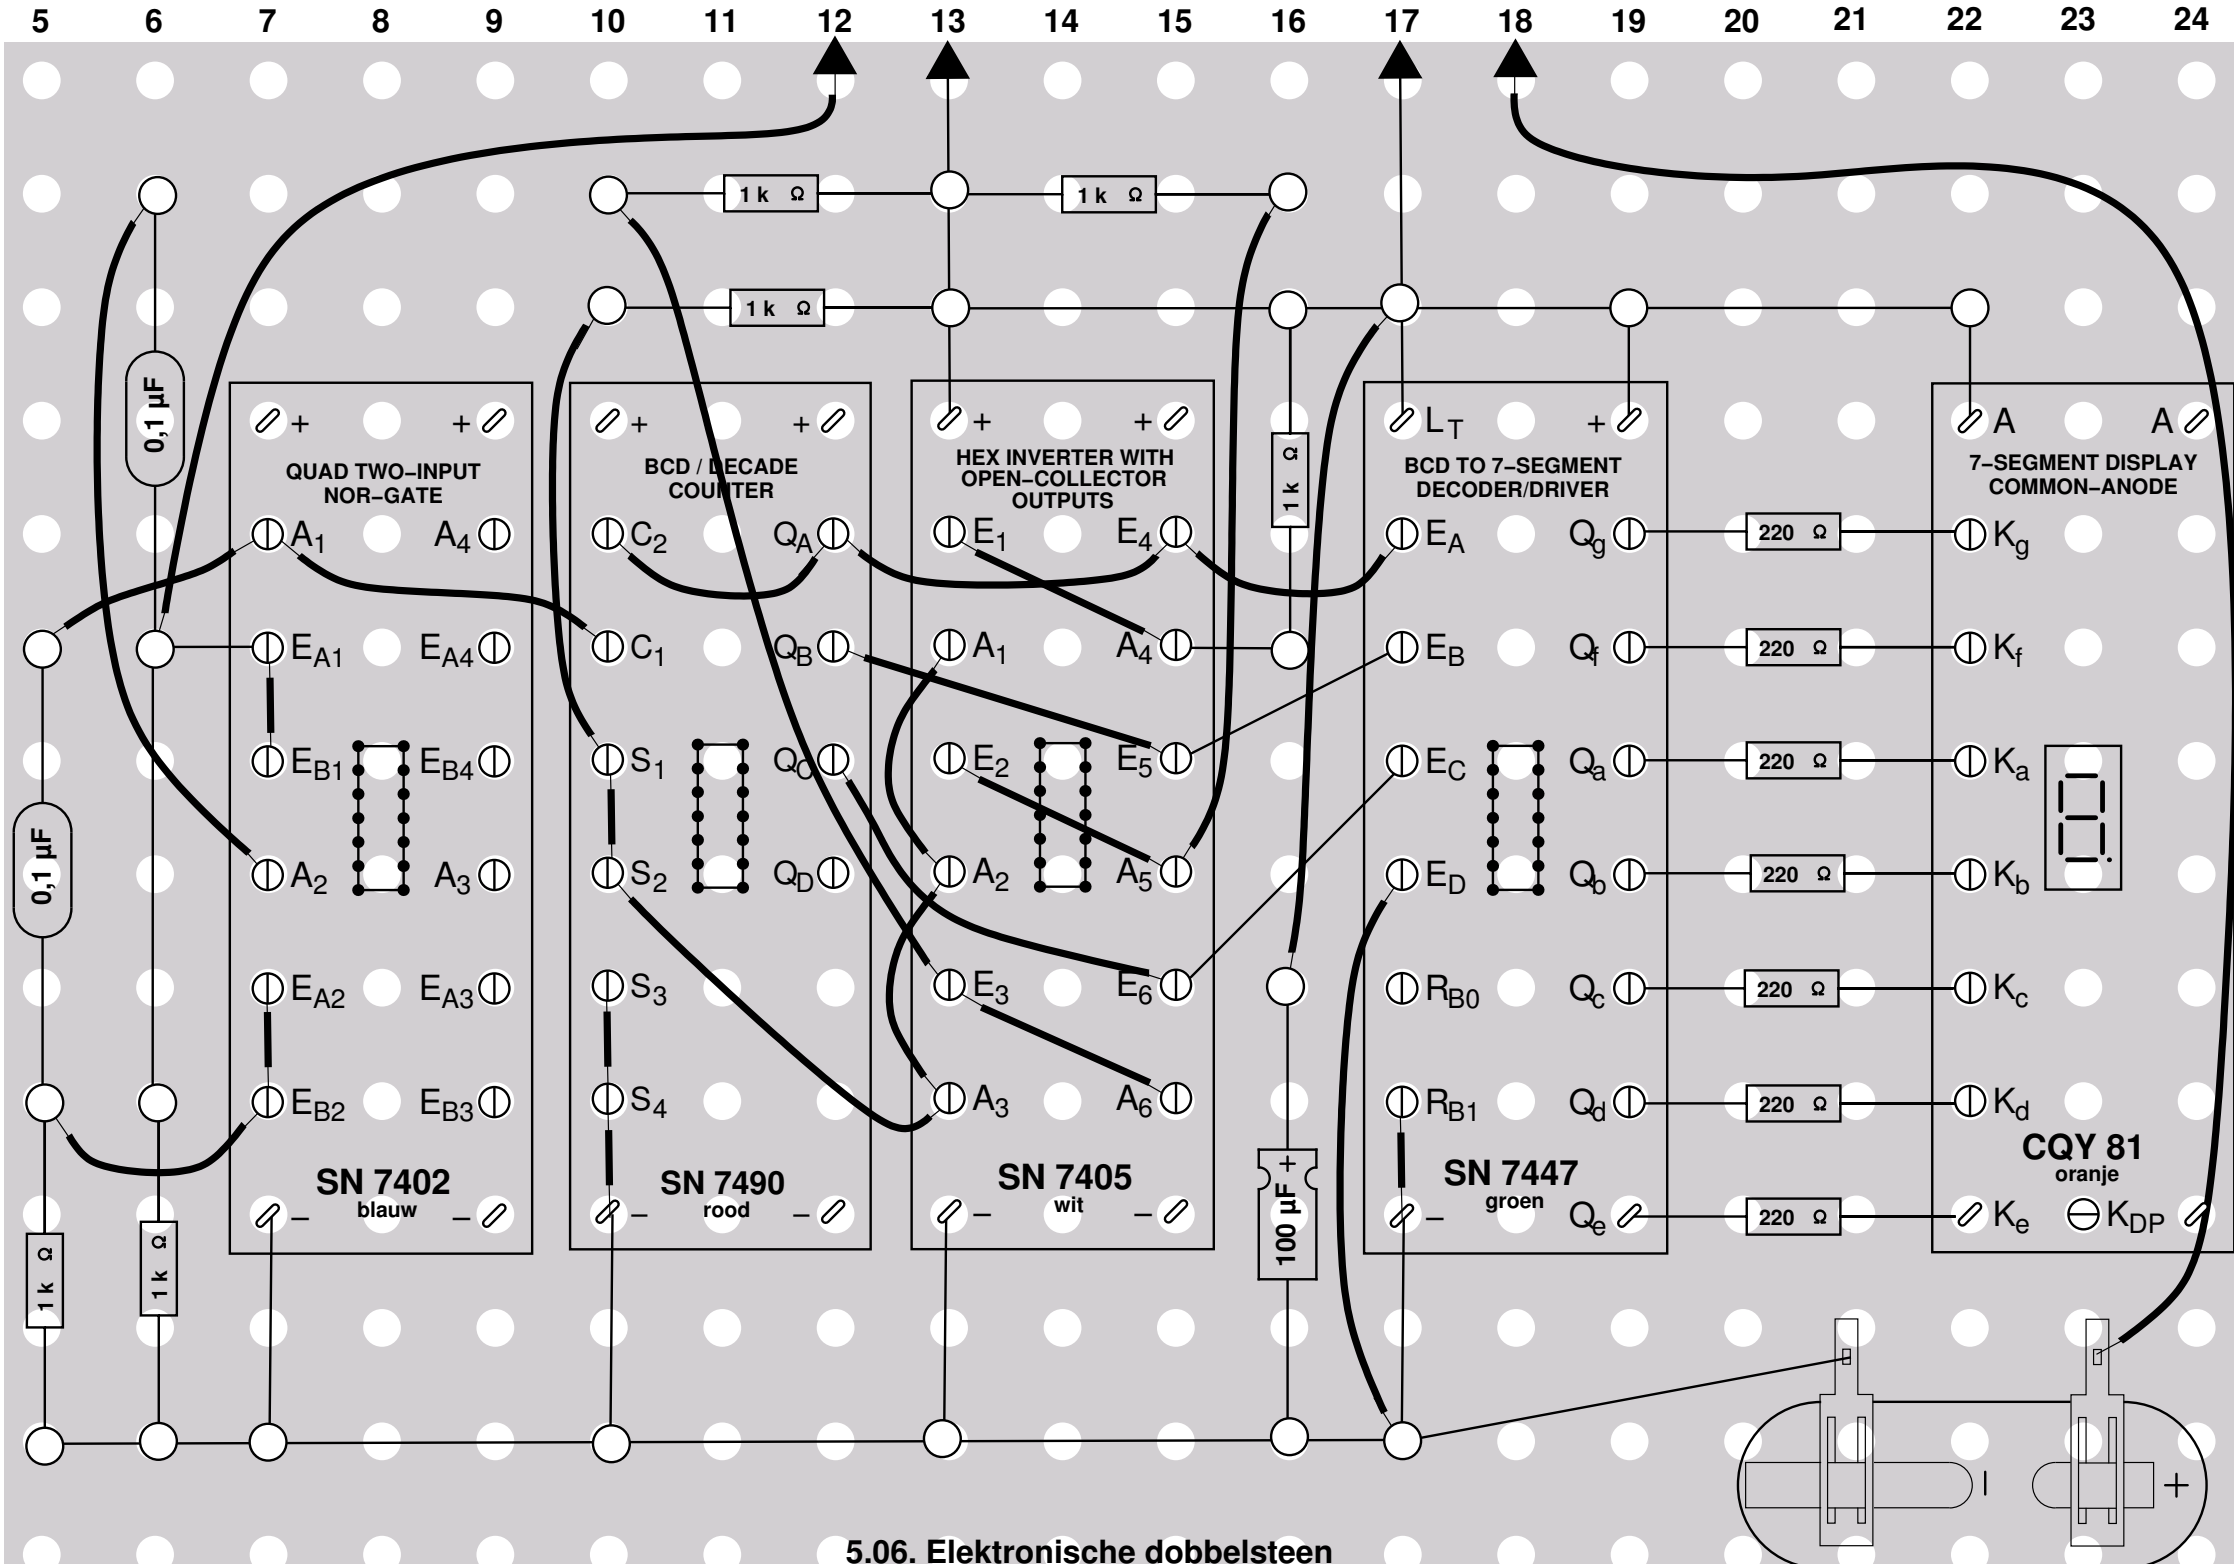 5 6 7 8 9 10 11 12 13 14 15 16 17 18 19 20 21 22 23 24
1 k Ω 1 k Ω
1 k Ω
0,1 µF
+ + + + + + L T + A A
QUAD TWO–INPUT
NOR–GATE
BCD / DECADE
COUNTER
HEX INVERTER WITH
OPEN–COLLECTOR
OUTPUTS
1 k Ω
BCD TO 7–SEGMENT
DECODER/DRIVER
7–SEGMENT DISPLAY
COMMON–ANODE
A1 A4 C2 QA E1 E4 EA Qg 220 Ω Kg
EA1 EA4 C1 QB A1 A4 EB Qf 220 Ω Kf
EB1 EB4 S1 QC E2 E5 EC Qa 220 Ω Ka
0,1 µF
A2 A3 S2 QD A2 A5 ED Qb 220 Ω Kb
EA2 EA3 S3 E3 E6 RB0 Qc 220 Ω Kc
EB2 EB3 S4 A3 A6 RB1 Qd 220 Ω Kd
SN 7402
blauw
SN 7490
rood
SN 7405
wit
+
100 µF
SN 7447
groen
CQY 81
oranje
– – – – – – – Qe 220 Ω Ke KDP
1 k Ω 1 k Ω
– +
5.06. Elektronische dobbelsteen